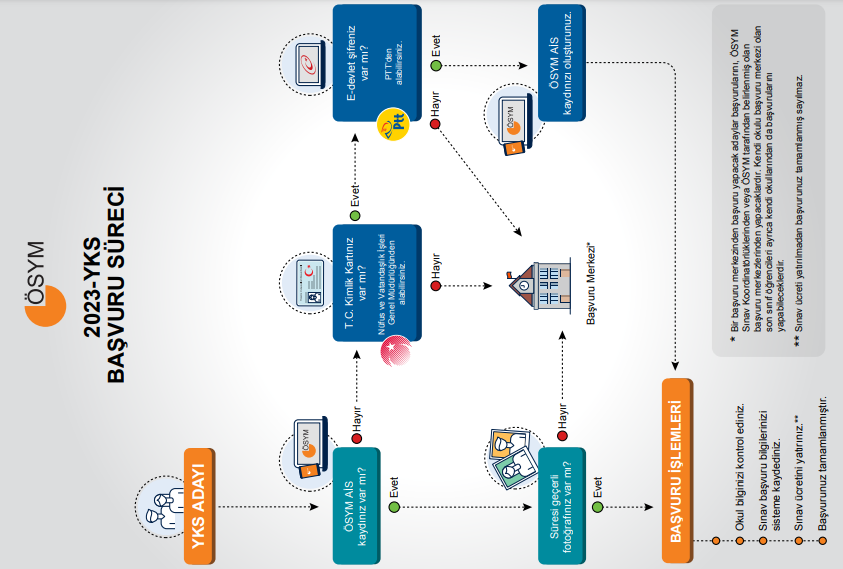 ÖSYM
2023-YKS
BAŞVURU SÜRECİ
YKS ADAYI
ÖSYM
ÖSYM AİS
kaydınız var mı?
Hayır
Evet
T.C. Kimlik Kartınız
var mı?
Nüfus ve Vatandaşlık İşleri
Genel Müdürlüğünden
alabilirsiniz.
Evet
Hayır
E-devlet şifreniz
var mı?
PTT'den
alabilirsiniz.
Ptt
Evet
Hayır
ÖSYM
ÖSYM AİS
kaydınızı oluşturunuz.
Süresi geçerli
fotoğrafınız var mı?
Hayır
Evet
Başvuru Merkezi*
BAŞVURU İŞLEMLERİ
Okul bilginizi kontrol ediniz.
Sınav başvuru bilgilerinizi
sisteme kaydediniz.
Sınav ücretini yatırınız.**
Başvurunuz tamamlanmıştır.
* Bir başvuru merkezinden başvuru yapacak adaylar başvurularını, ÖSYM
Sınav Koordinatörlüklerinden veya ÖSYM tarafından belirlenmiş olan
başvuru merkezlerinden yapacaklardır. Kendi okulu başvuru merkezi olan
son sınıf öğrencileri ayrıca kendi okullarından da başvurularını
yapabileceklerdir.
** Sınav ücreti yatırılmadan başvurunuz tamamlanmış sayılmaz.